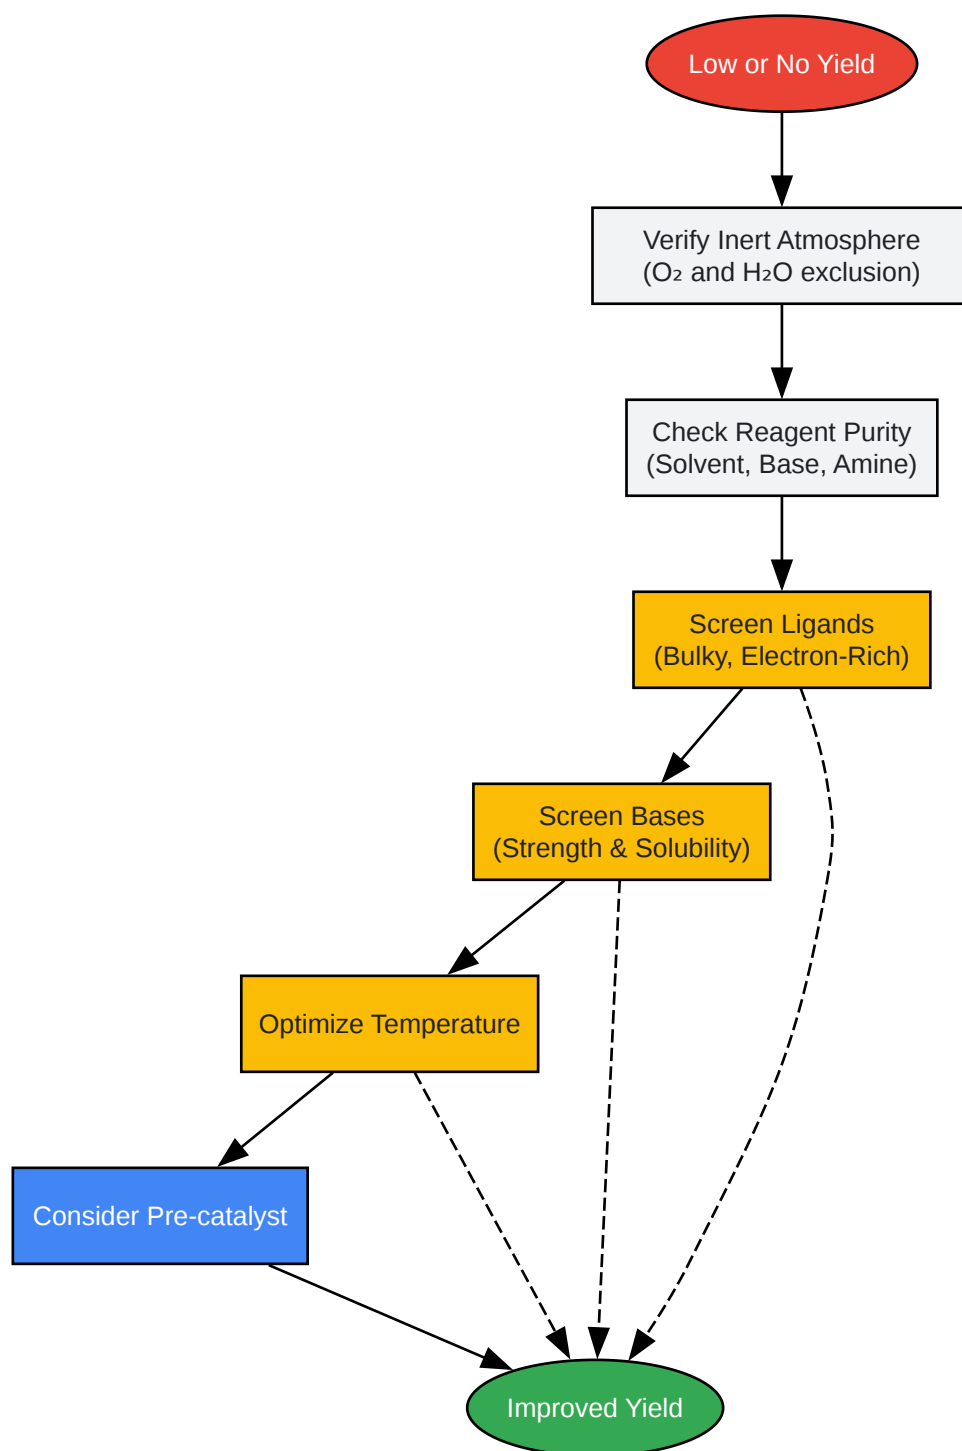 Low or No Yield
Verify Inert Atmosphere
(O₂ and H₂O exclusion)
Check Reagent Purity
(Solvent, Base, Amine)
Screen Ligands
(Bulky, Electron-Rich)
Screen Bases
(Strength & Solubility)
Optimize Temperature
Consider Pre-catalyst
Improved Yield